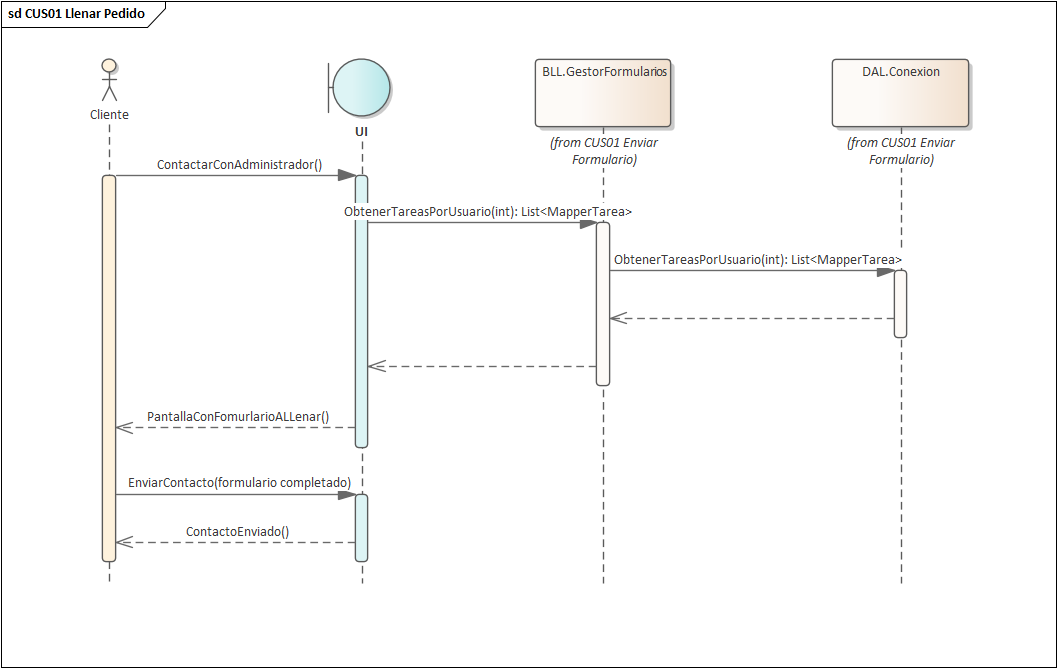 sd CUS01 Llenar Pedido
Cliente
UI
BLL.GestorFormularios
(from CUS01 Enviar
Formulario)
DAL.Conexion
(from CUS01 Enviar
Formulario)
ContactarConAdministrador()
ObtenerTareasPorUsuario(int): List<MapperTarea>
ObtenerTareasPorUsuario(int): List<MapperTarea>
PantallaConFomurlarioALLenar()
EnviarContacto(formulario completado)
ContactoEnviado()